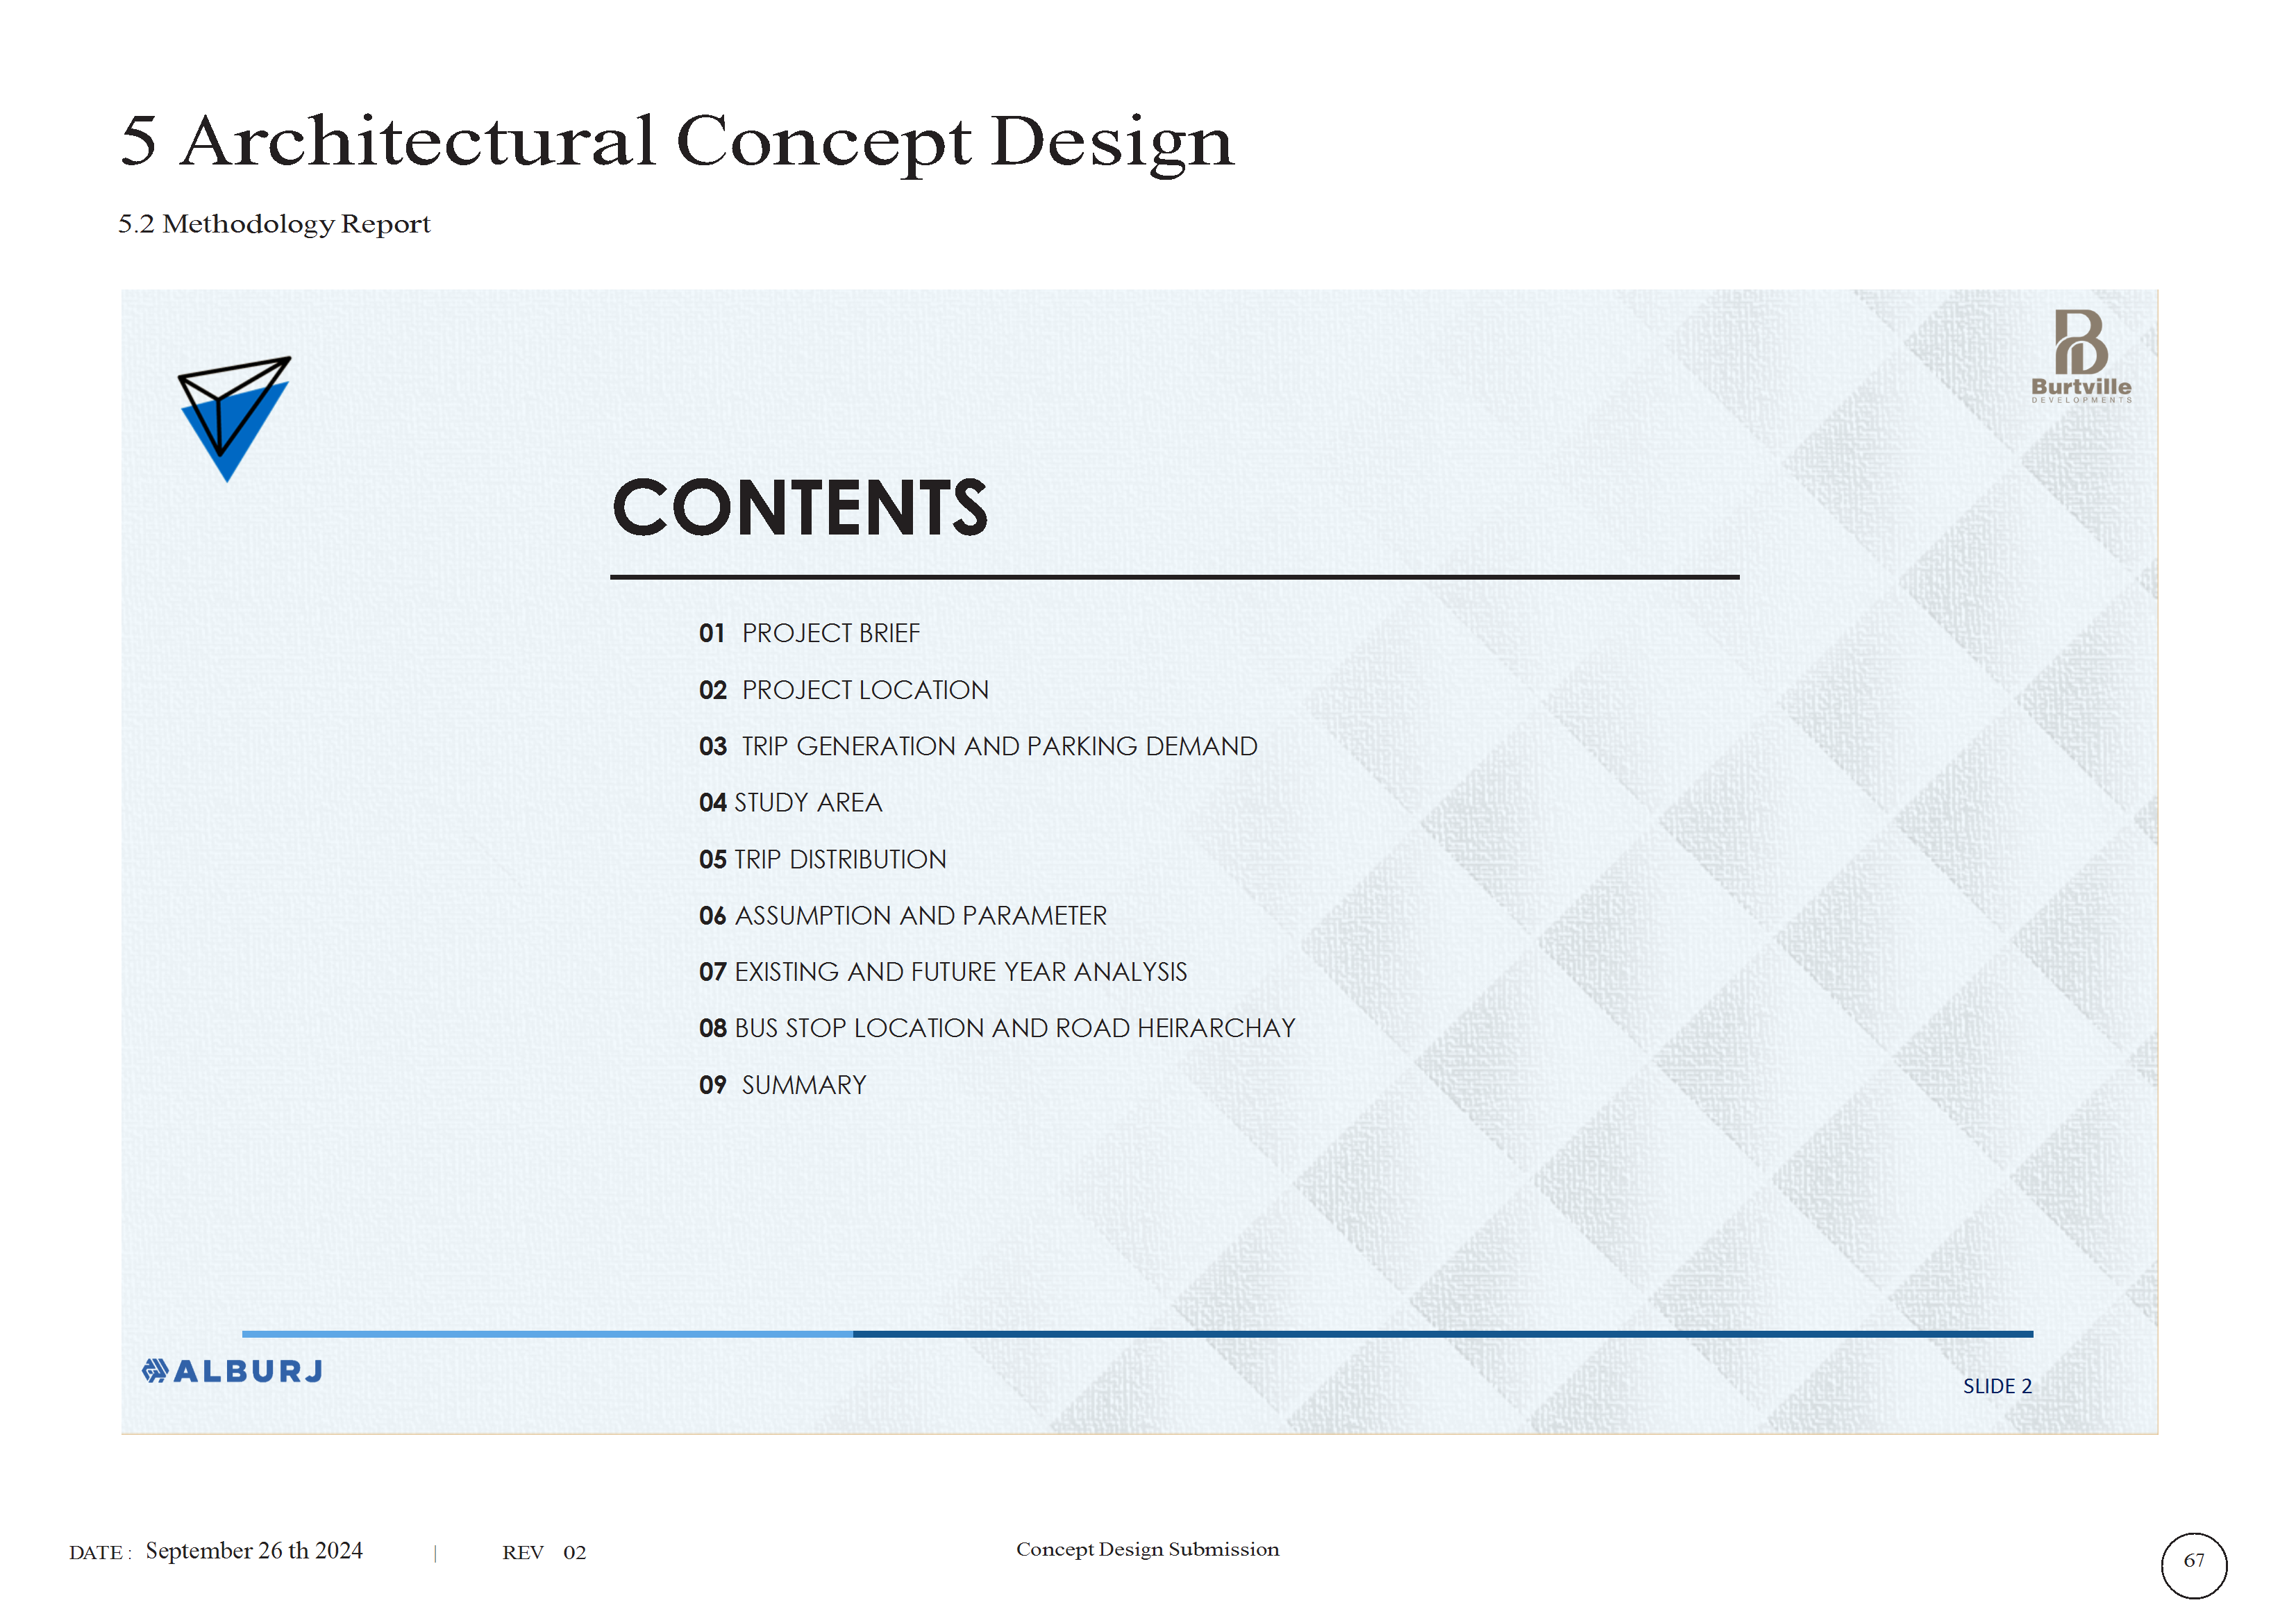 5 Architectural Concept Design
5.2 Methodology Report
Burtville
DEVELOPMENTS
CONTENTS
01 PROJECT BRIEF
02 PROJECT LOCATION
03 TRIP GENERATION AND PARKING DEMAND
04 STUDY AREA
05 TRIP DISTRIBUTION
06 ASSUMPTION AND PARAMETER
07 EXISTING AND FUTURE YEAR ANALYSIS
08 BUS STOP LOCATION AND ROAD HEIRARCHAY
09 SUMMARY
ALBURJ
SLIDE 2
DATE : September 26 th 2024 | REV 02
Concept Design Submission
67